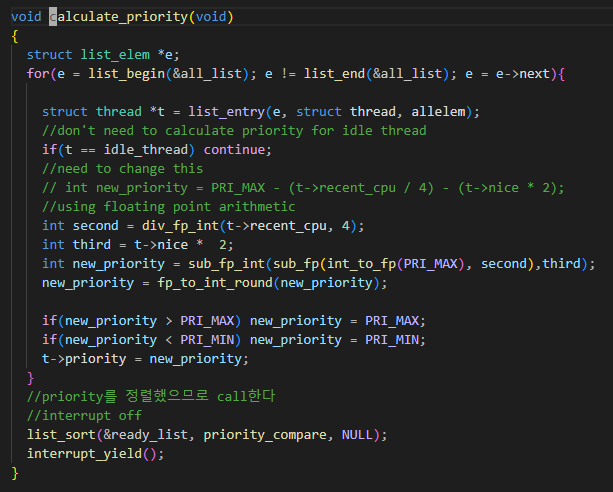 void calculate_priority(void)
{
  struct list_elem *e;
  for(e = list_begin(&all_list); e != list_end(&all_list); e = e->next){
    struct thread *t = list_entry(e, struct thread, allelem);
    //don't need to calculate priority for idle thread
    if(t == idle_thread) continue;
    //need to change this
    // int new_priority = PRI_MAX - (t->recent_cpu / 4) - (t->nice * 2);
    //using floating point arithmetic
    int second = div_fp_int(t->recent_cpu, 4);
    int third = t->nice *  2;
    int new_priority = sub_fp_int(sub_fp(int_to_fp(PRI_MAX), second),third);
    new_priority = fp_to_int_round(new_priority);
    if(new_priority > PRI_MAX) new_priority = PRI_MAX;
    if(new_priority < PRI_MIN) new_priority = PRI_MIN;
    t->priority = new_priority;
  }
  //priority를 정렬했으므로 call한다
  //interrupt off
  list_sort(&ready_list, priority_compare, NULL);
  interrupt_yield();
}